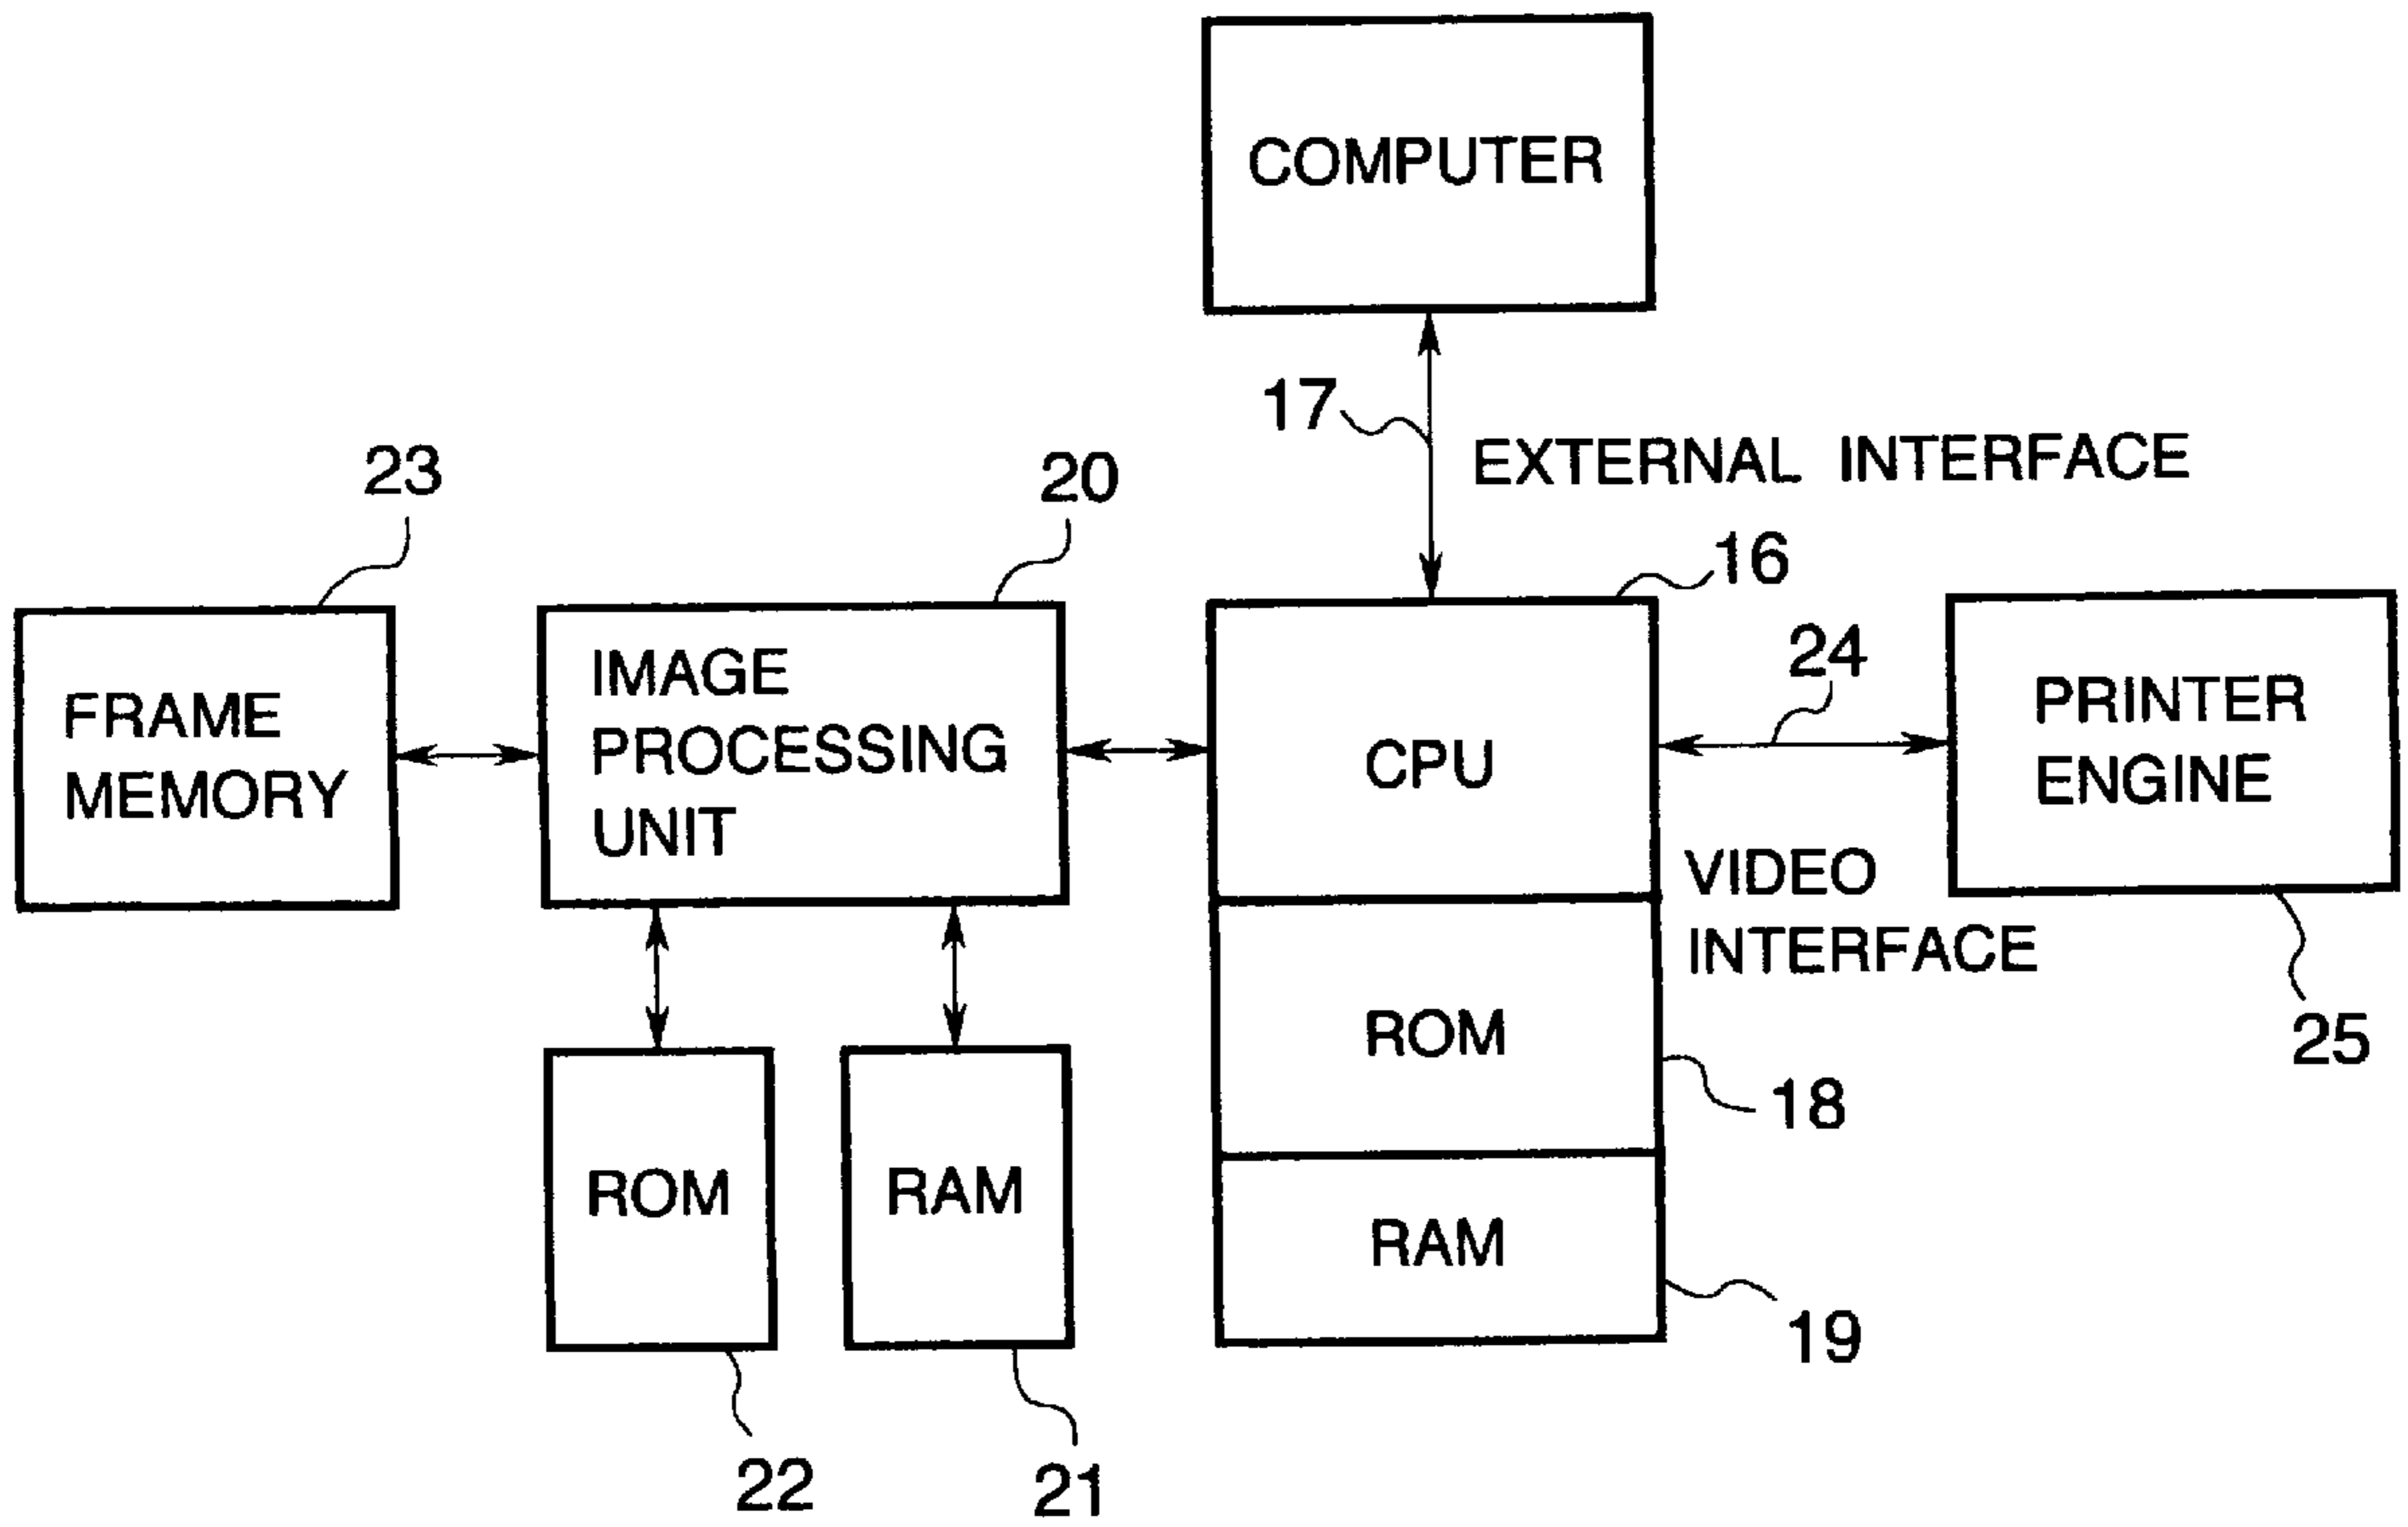 COMPUTER
17
EXTERNAL INTERFACE
23
20
16
24
FRAME
MEMORY
IMAGE
PROCESSING
UNIT
CPU
PRINTER
ENGINE
VIDEO
INTERFACE
ROM
18
25
ROM
RAM
RAM
19
22
21